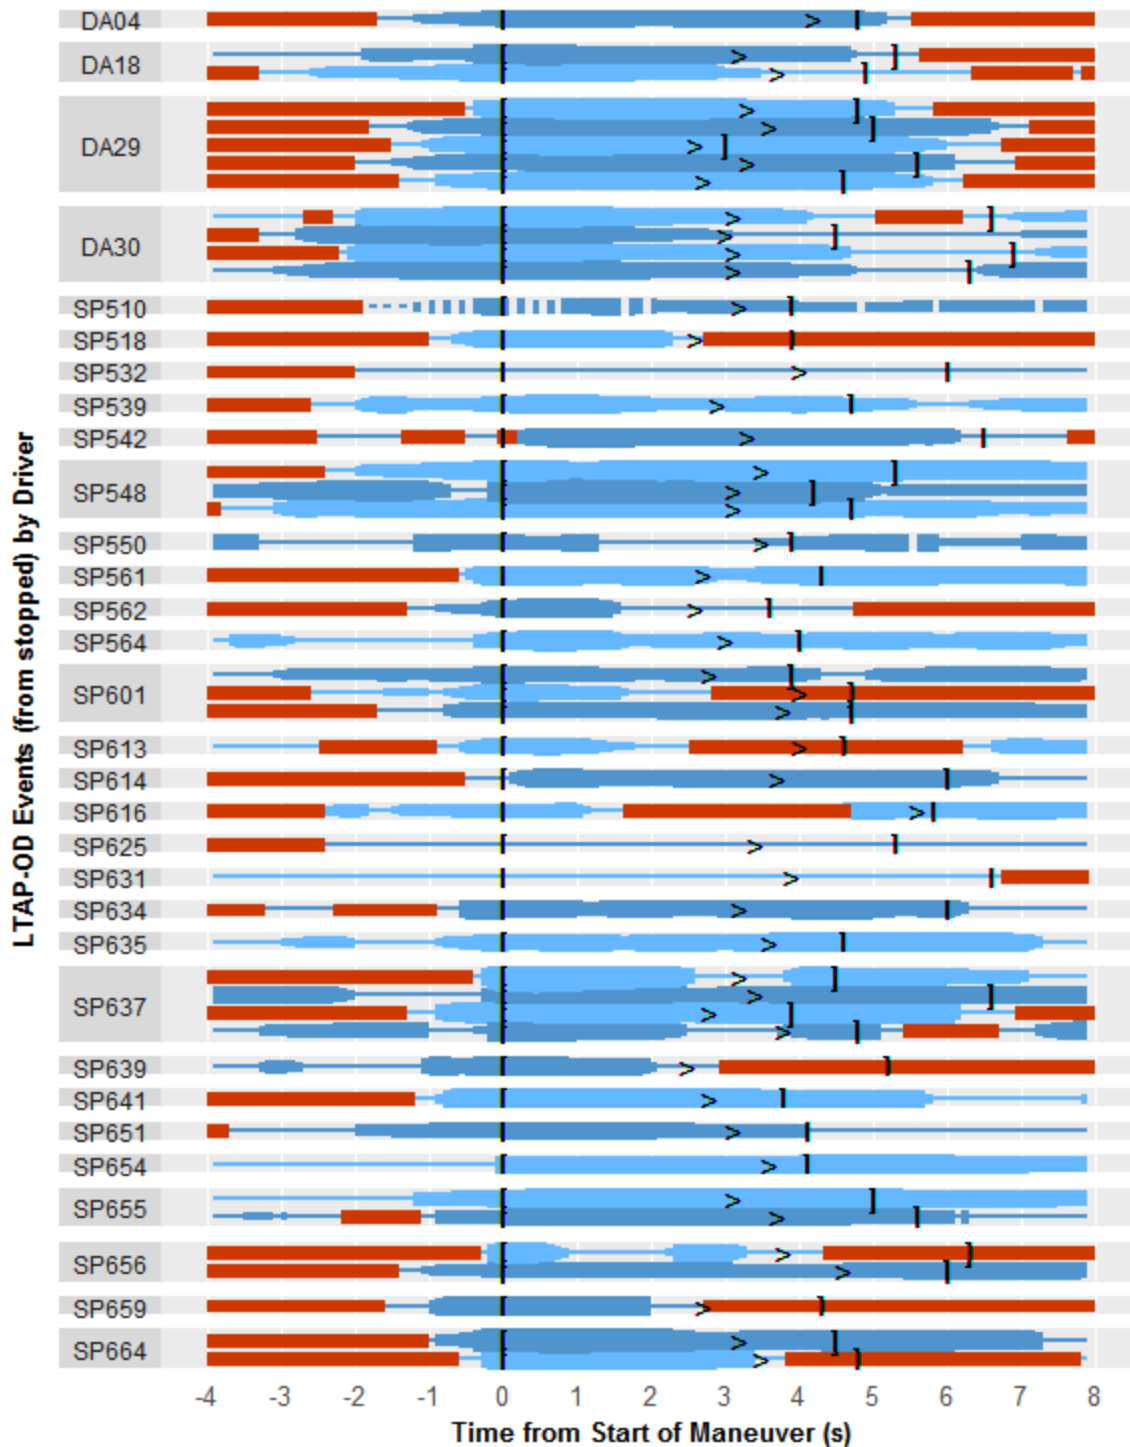 LTAP-OD Events (from stopped) by Driver
DA04
DA18
DA29
DA30
SP510
SP518
SP532
SP539
SP542
SP548
SP550
SP561
SP562
SP564
SP601
SP613
SP614
SP616
SP625
SP631
SP634
SP635
SP637
SP639
SP641
SP651
SP654
SP655
SP656
SP659
SP664
-4 -3 -2 -1 0 1 2 3 4 5 6 7 8
Time from Start of Maneuver (s)